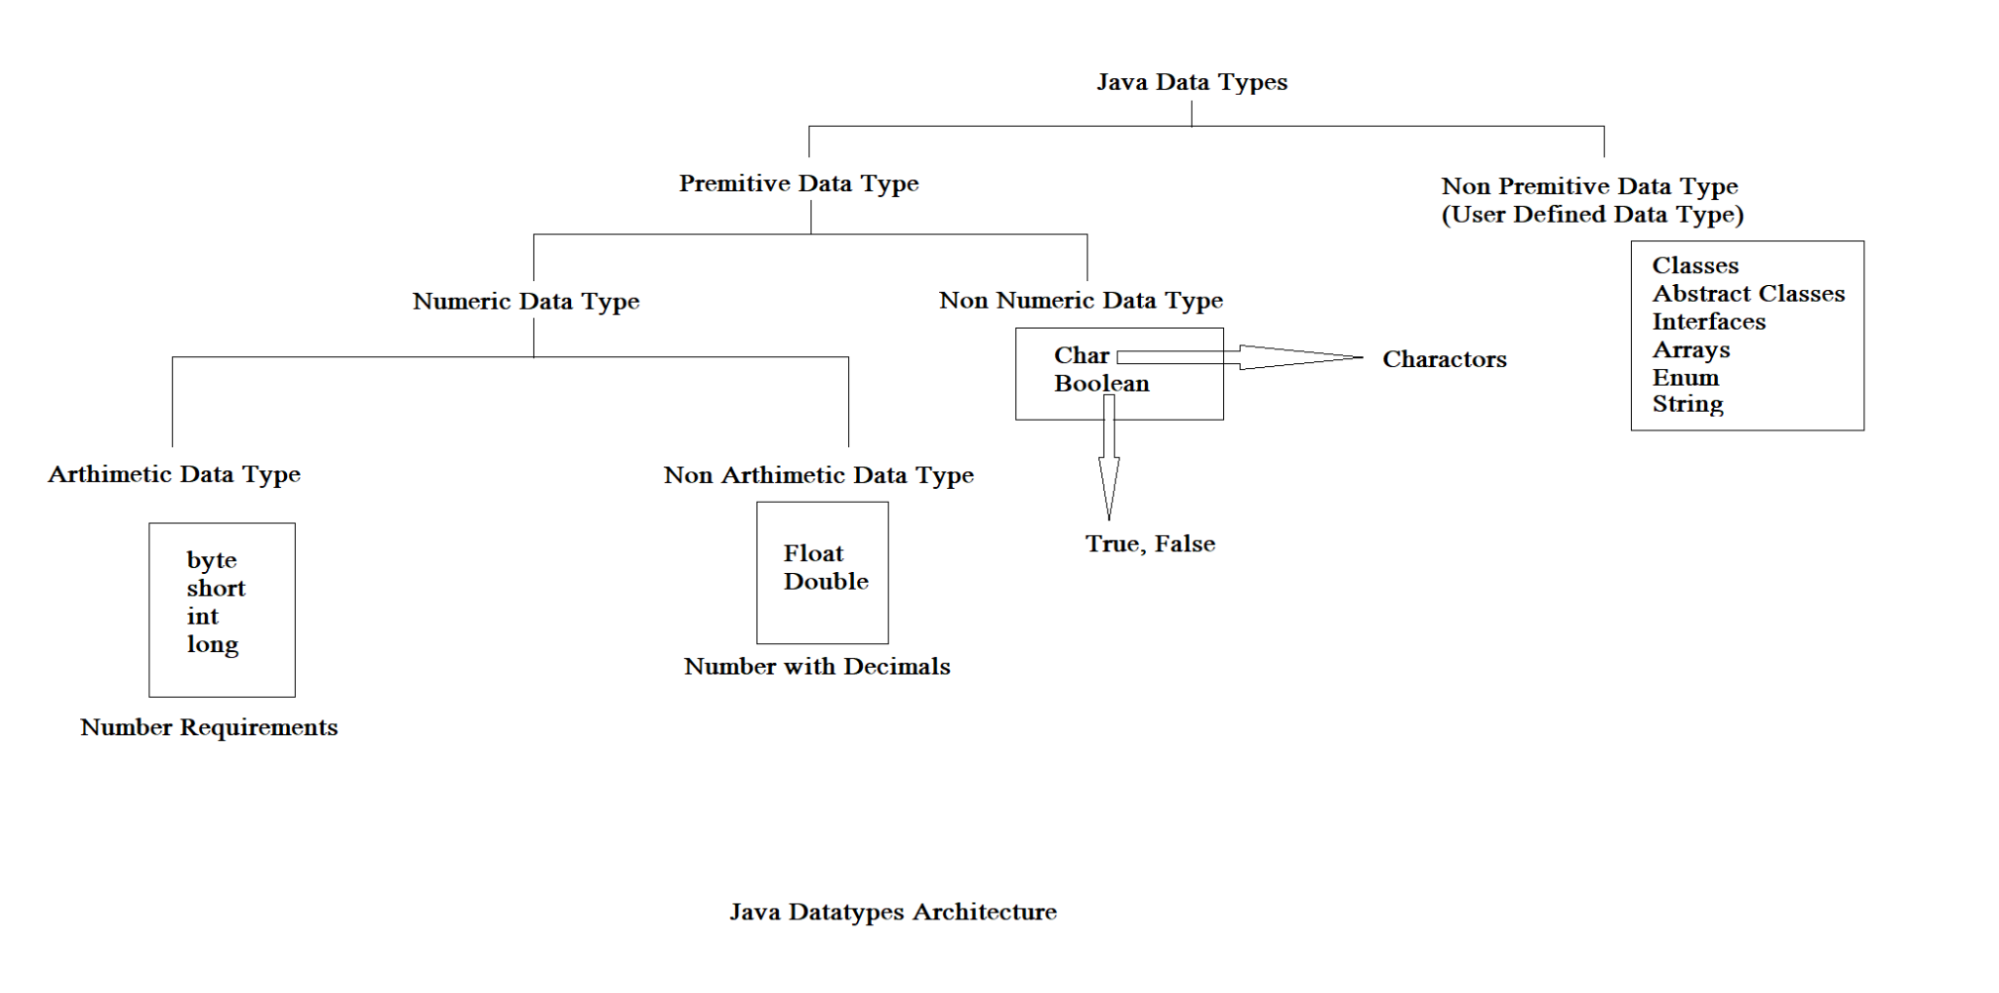 Java Data Types
Premitive Data Type
Non Premitive Data Type
(User Defined Data Type)
Numeric Data Type
Non Numeric Data Type
Classes
Abstract Classes
Interfaces
Arrays
Enum
String
Char
Boolean
Charactors
True, False
Arthimetic Data Type
Non Arthimetic Data Type
byte
short
int
long
Number Requirements
Float
Double
Number with Decimals
Java Datatypes Architecture